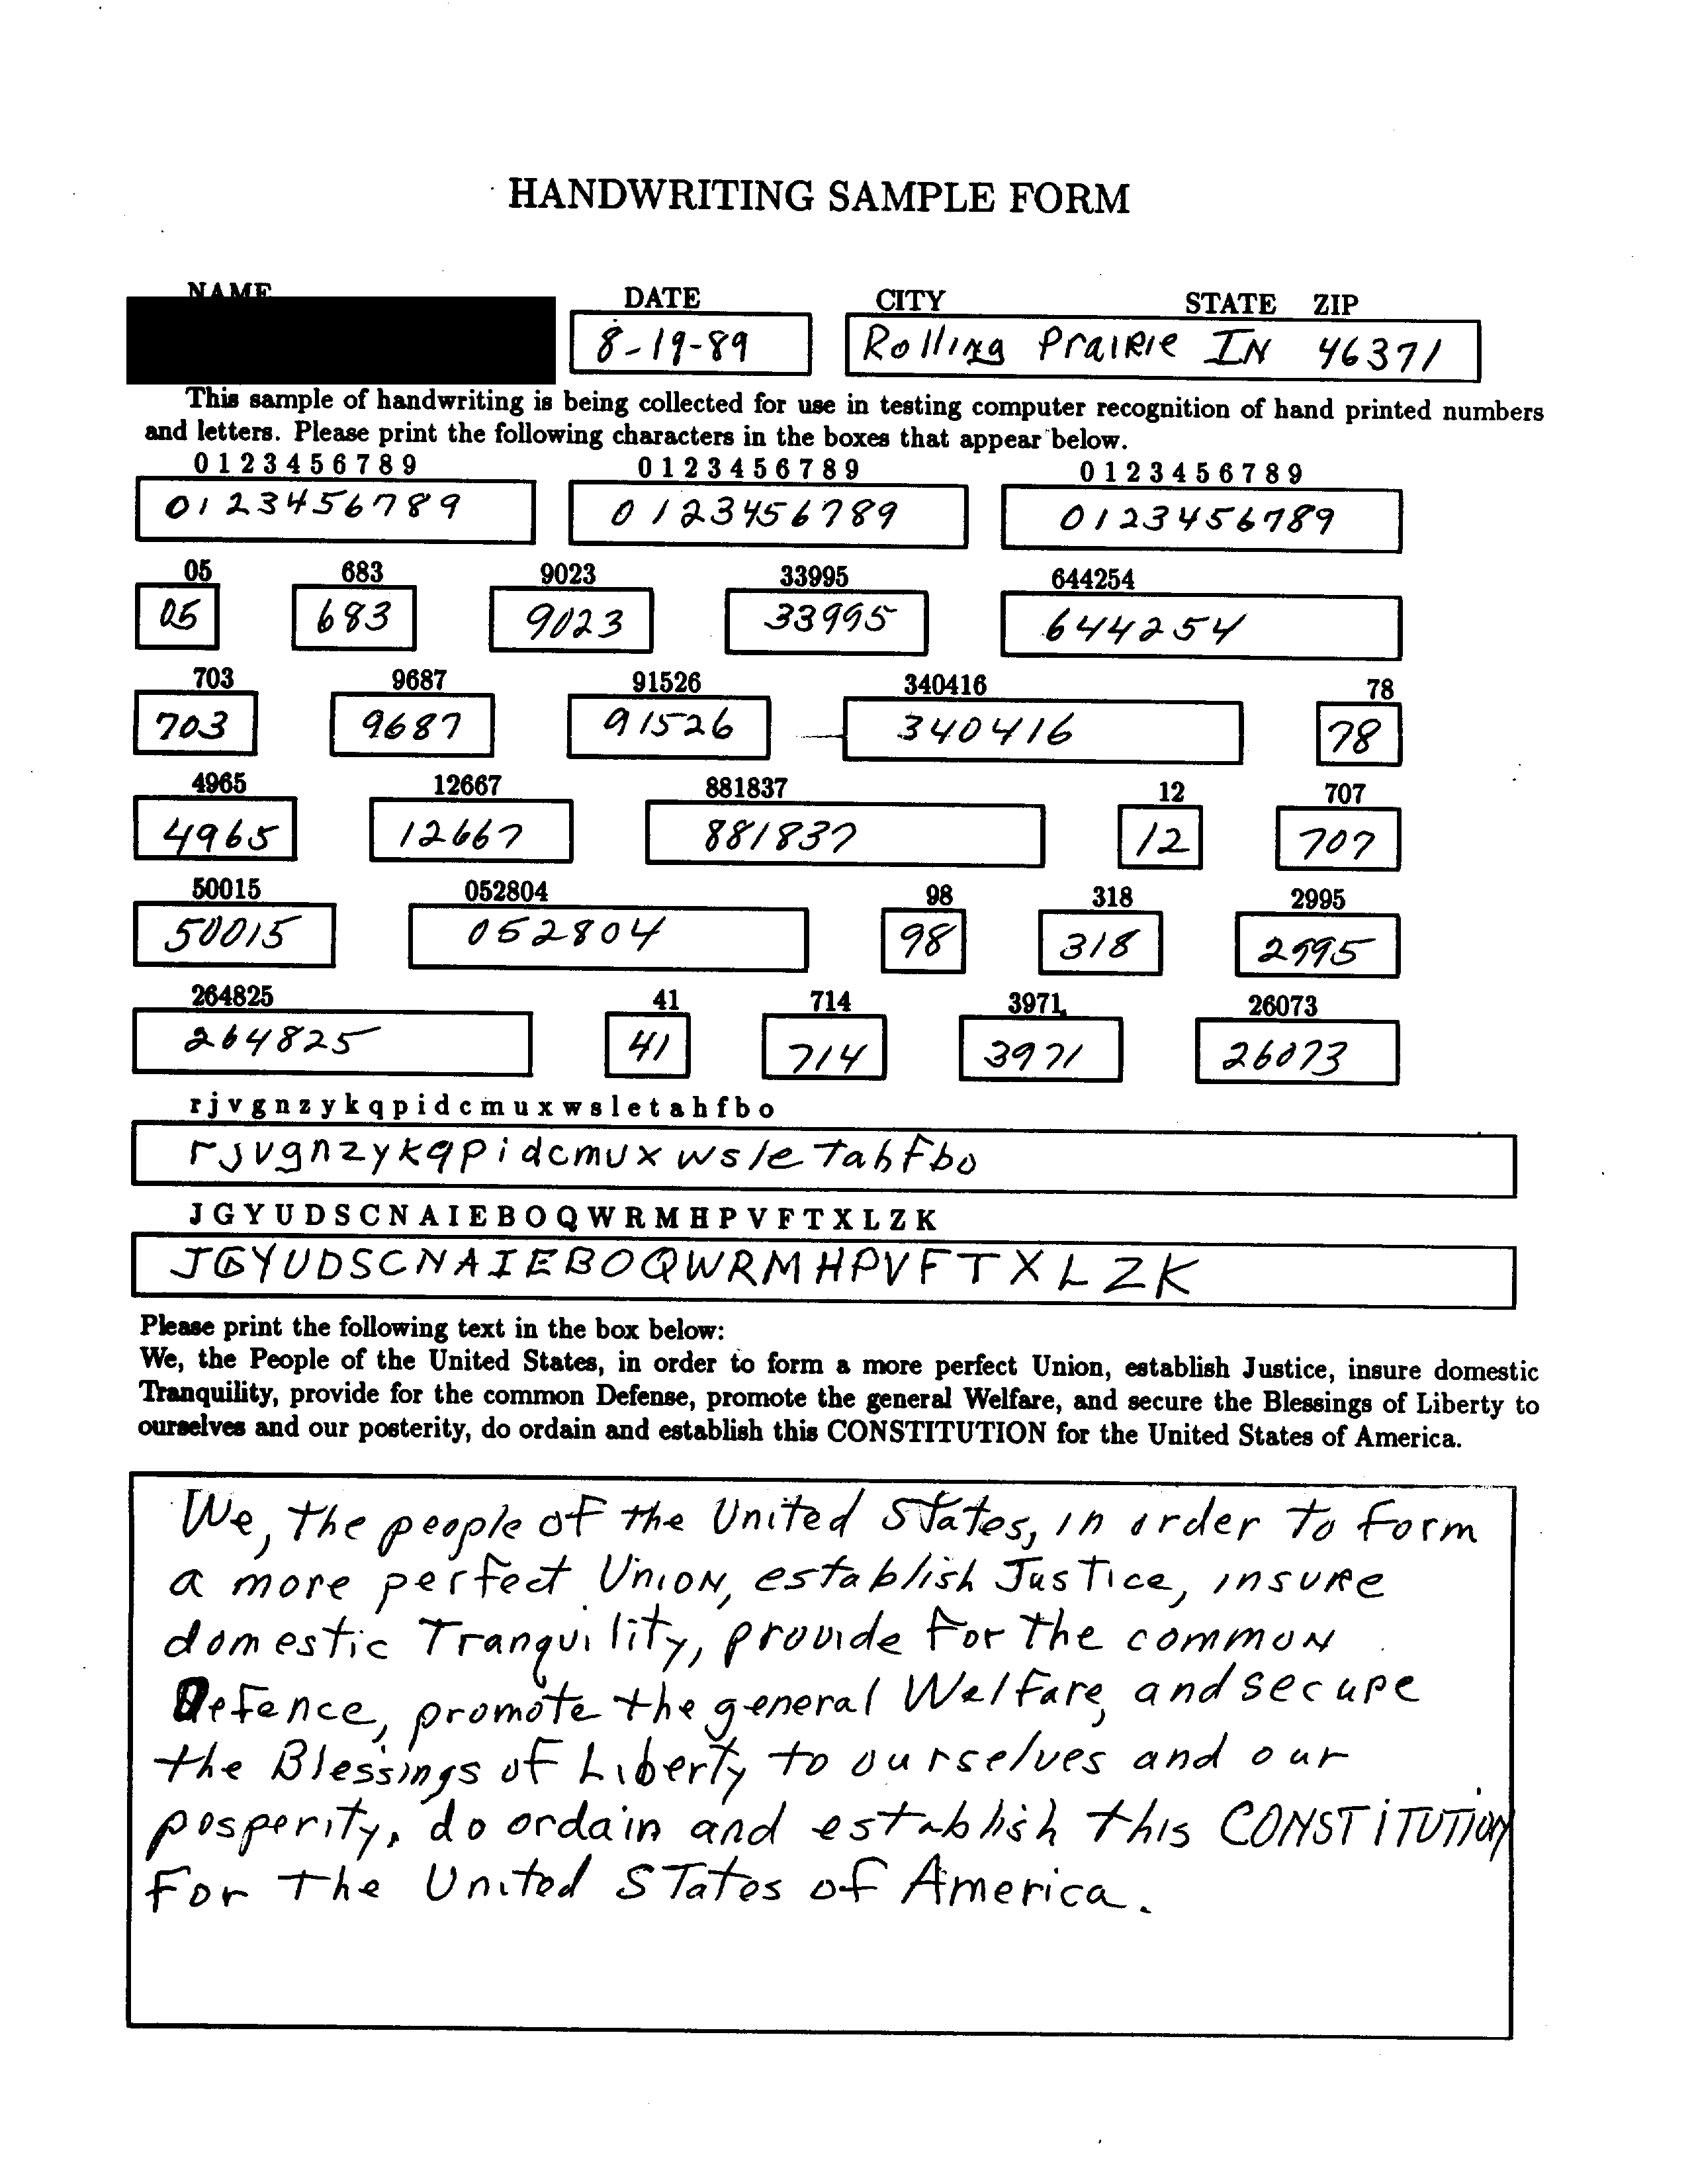 HANDWRITING SAMPLE FORM
NAME DATE CITY STATE ZIP
8-19-89 Rolling Prairie IN 46371
This sample of handwriting is being collected for use in testing computer recognition of hand printed numbers
and letters. Please print the following characters in the boxes that appear below.
0 1 2 3 4 5 6 7 8 9 0 1 2 3 4 5 6 7 8 9 0 1 2 3 4 5 6 7 8 9
0123456789 0123456789 0123456789
05 683 9023 33995 644254
05 683 9023 33995 644254
703 9687 91526 340416 78
703 9687 91526 340416 78
4965 12667 881837 12 707
4965 12667 881837 12 707
50015 052804 98 318 2995
50015 052804 98 318 2995
264825 41 714 3971 26073
264825 41 714 3971 26073
r j v g n z y k q p i d c m u x w s l e t a h f b o
rjvgnzykqpidcmuxwsletahfbo
J G Y U D S C N A I E B O Q W R M H P V F T X L Z K
JGYUDSCNAIEBOQWRMHPVFTXLZK
Please print the following text in the box below:
We, the People of the United States, in order to form a more perfect Union, establish Justice, insure domestic
Tranquility, provide for the common Defense, promote the general Welfare, and secure the Blessings of Liberty to
ourselves and our posterity, do ordain and establish this CONSTITUTION for the United States of America.
We, the people of the United States, in order to form
a more perfect Union, establish Justice, insure
domestic Tranquility, provide for the common
Defence, promote the general Welfare, and secure
the Blessings of Liberty to ourselves and our
posperity, do ordain and establish this CONSTITUTION
for the United States of America.